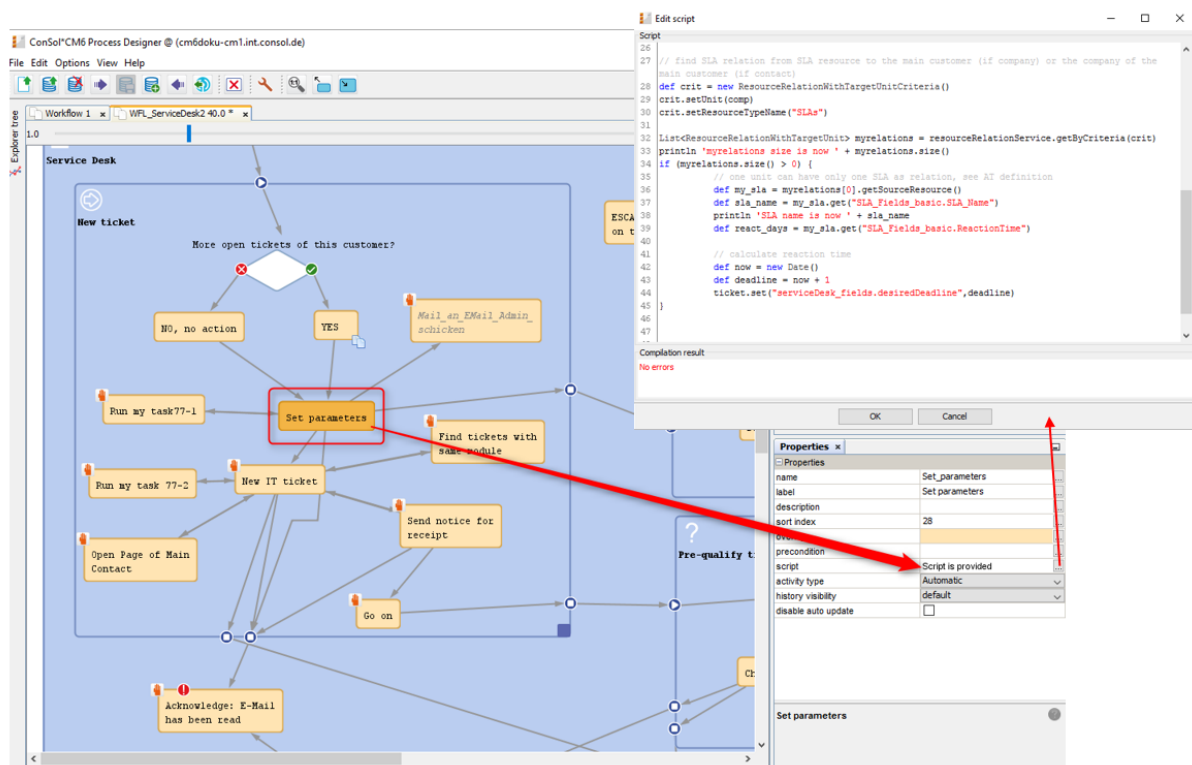 ConSol*CM6 Process Designer @ (cm6doku-cm1.int.consol.de)
File Edit Options View Help
Workflow 1 x
WFL_ServiceDesk2 40.0 * x
1.0
Explorer tree
Service Desk
New ticket
More open tickets of this customer?
NO, no action
YES
Mail_an_EMail_Admin_
schicken
ESCA
on t
Run my task77-1
Set parameters
Find tickets with
same module
Run my task 77-2
New IT ticket
Send notice for
receipt
Open Page of Main
Contact
Go on
Pre-qualify ti
Ch
Acknowledge: E-Mail
has been read
Edit script
Script
26
27 // find SLA relation from SLA resource to the main customer (if company) or the company of the
main customer (if contact)
28 def crit = new ResourceRelationWithTargetUnitCriteria()
29 crit.setUnit(comp)
30 crit.setResourceTypeName("SLAs")
31
32 List<ResourceRelationWithTargetUnit> myrelations = resourceRelationService.getByCriteria(crit)
33 println 'myrelations size is now ' + myrelations.size()
34 if (myrelations.size() > 0) {
35 // one unit can have only one SLA as relation, see AT definition
36 def my_sla = myrelations[0].getSourceResource()
37 def sla_name = my_sla.get("SLA_Fields_basic.SLA_Name")
38 println 'SLA name is now ' + sla_name
39 def react_days = my_sla.get("SLA_Fields_basic.ReactionTime")
40
41 // calculate reaction time
42 def now = new Date()
43 def deadline = now + 1
44 ticket.set("serviceDesk_fields.desiredDeadline",deadline)
45 }
46
47
Compilation result
No errors
OK Cancel
Properties x
Properties
name Set_parameters
label Set parameters
description
sort index 28
precondition
script Script is provided
activity type Automatic
history visibility default
disable auto update
Set parameters